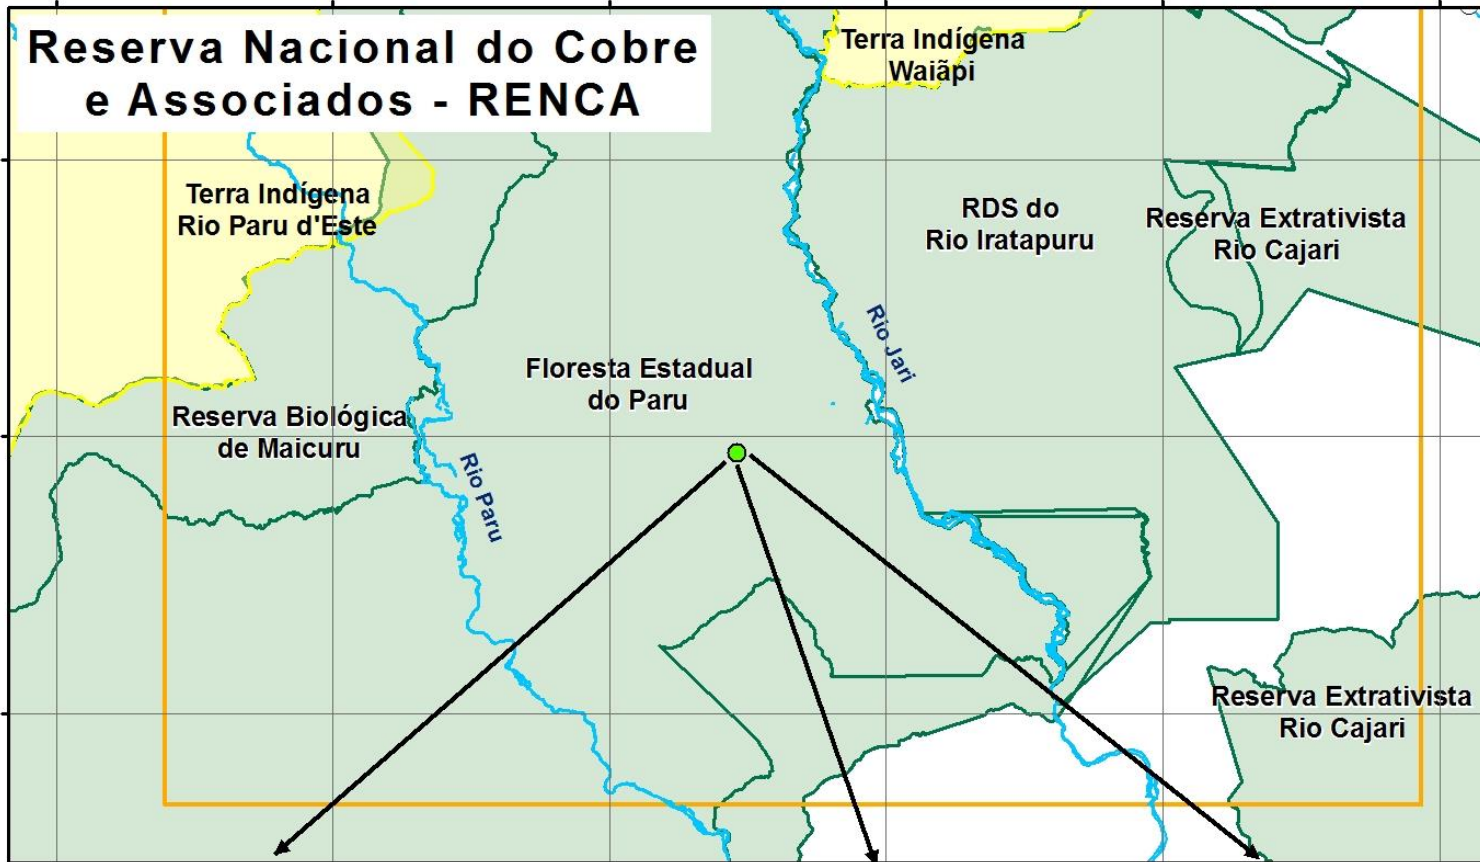 Reserva Nacional do Cobre
e Associados - RENCA
Terra Indígena
Waiãpi
Terra Indígena
Rio Paru d'Este
RDS do
Rio Iratapuru
Reserva Extrativista
Rio Cajari
Rio Jari
Floresta Estadual
do Paru
Reserva Biológica
de Maicuru
Rio Paru
Reserva Extrativista
Rio Cajari